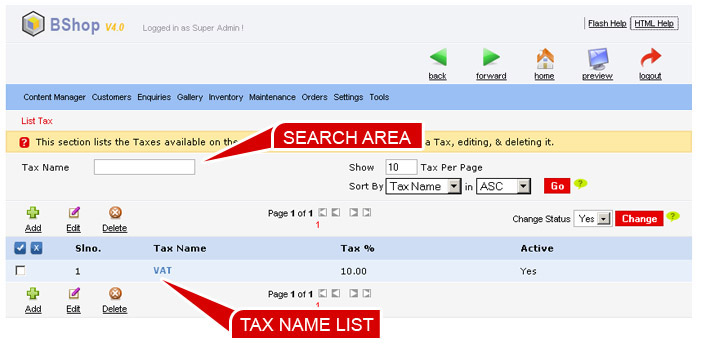 BShop V4.0 Logged in as Super Admin ! Flash Help HTML Help
back forward home preview logout
Content Manager Customers Enquiries Gallery Inventory Maintenance Orders Settings Tools
List Tax
? This section lists the Taxes available on the a Tax, editing, & deleting it.
SEARCH AREA
Tax Name Show 10 Tax Per Page
Sort By Tax Name in ASC Go ?
Add Edit Delete Page 1 of 1 1 Change Status Yes Change ?
Slno. Tax Name Tax % Active
1 VAT 10.00 Yes
Add Edit Delete Page 1 of 1 1
TAX NAME LIST